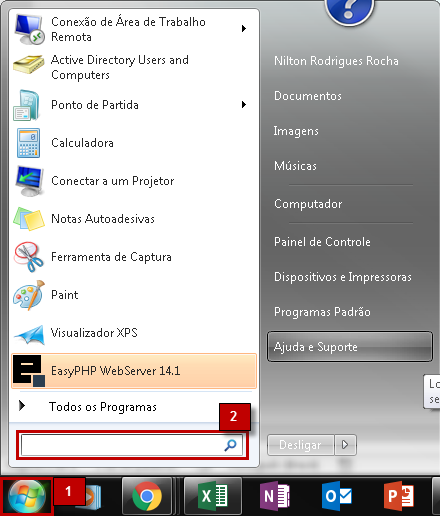 Conexão de Área de Trabalho
Remota
Active Directory Users and
Computers
Ponto de Partida
Calculadora
Conectar a um Projetor
Notas Autoadesivas
Ferramenta de Captura
Paint
Visualizador XPS
EasyPHP WebServer 14.1
Todos os Programas
2
1
?
Nilton Rodrigues Rocha
Documentos
Imagens
Músicas
Computador
Painel de Controle
Dispositivos e Impressoras
Programas Padrão
Ajuda e Suporte
Lo
se
Desligar
X
N
O
P